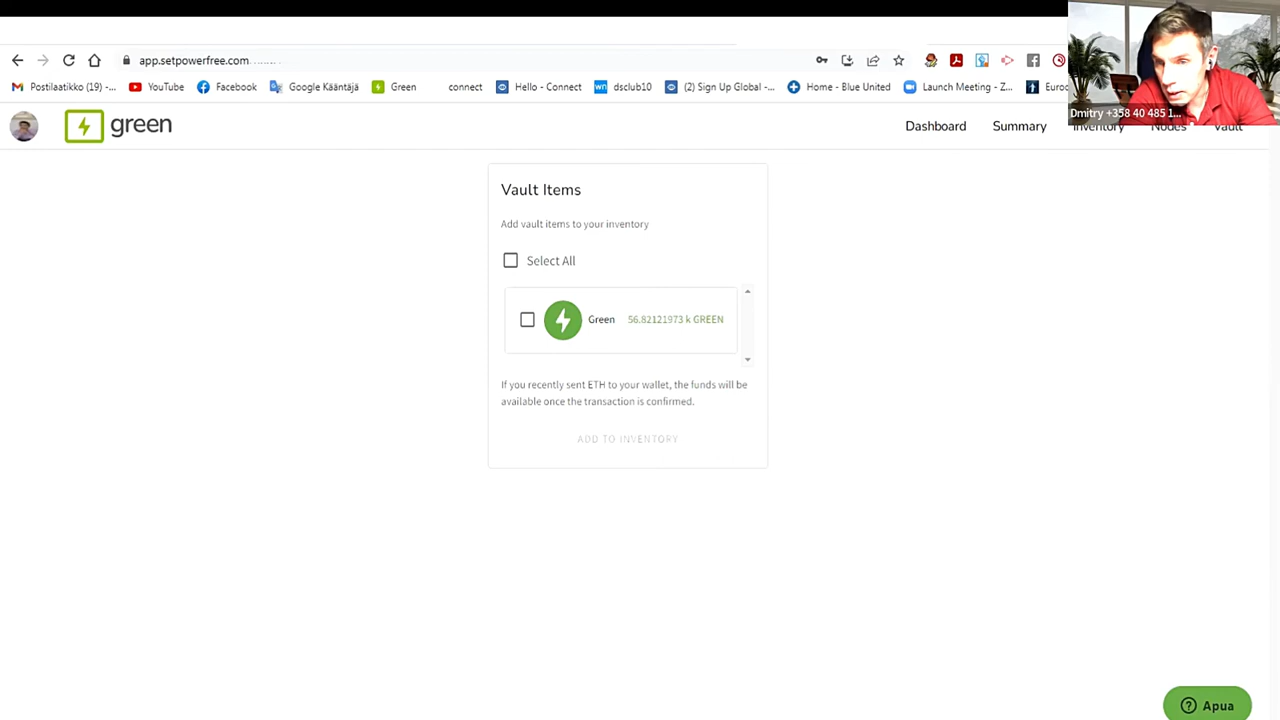 app.setpowerfree.com
Postilaatikko (19) -... YouTube Facebook Google Kääntäjä Green connect Hello - Connect wn dsclub10 (2) Sign Up Global -... Home - Blue United Launch Meeting - Z...
Dmitry +358 40 485 1...
green
Dashboard Summary Inventory Nodes Vault
Vault Items
Add vault items to your inventory
Select All
Green 56.82121973 k GREEN
If you recently sent ETH to your wallet, the funds will be
available once the transaction is confirmed.
ADD TO INVENTORY
Apua